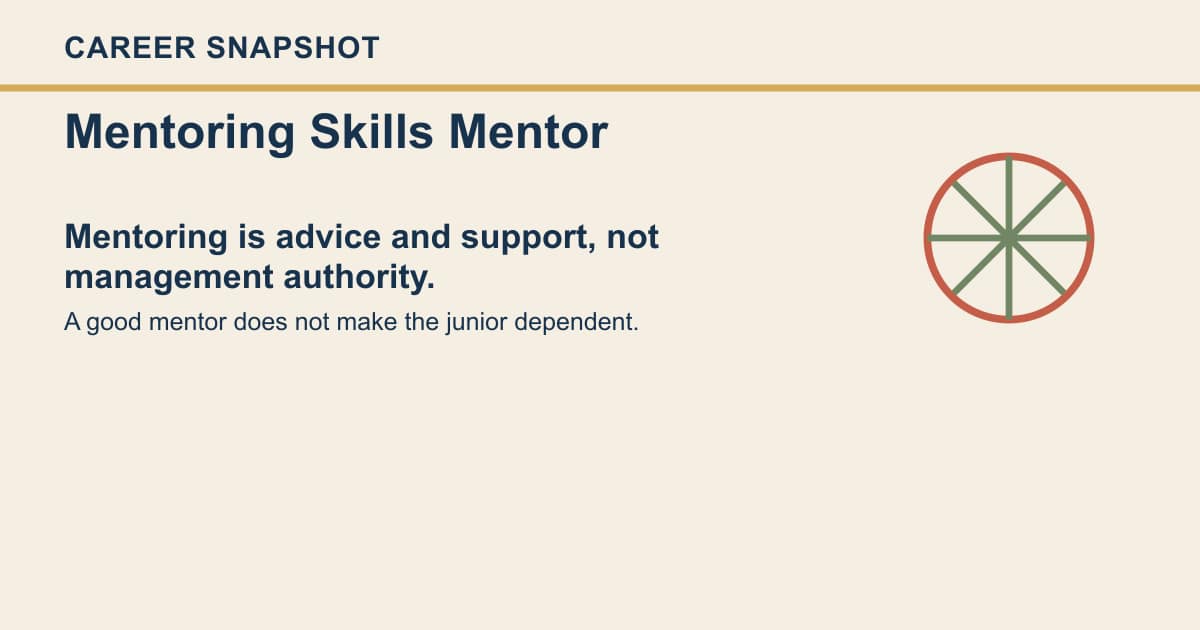 CAREER SNAPSHOT
Mentoring Skills Mentor
Mentoring is advice and support, not
management authority.
A good mentor does not make the junior dependent.